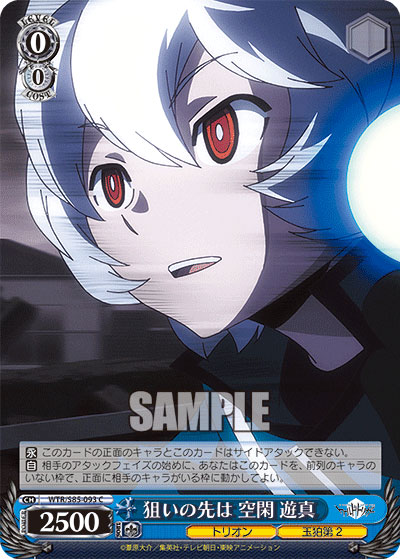 LEVEL
0
0
COST
SAMPLE
永 このカードの正面のキャラとこのカードはサイドアタックできない。
自 相手のアタックフェイズの始めに、あなたはこのカードを、前列のキャラの
いない枠で、正面に相手のキャラがいる枠に動かしてよい。
CH WTR/S85-093 C
POWER
2500
狙いの先は 空閑 遊真
トリオン
玉狛第2
©葦原大介/集英社・テレビ朝日・東映アニメーション